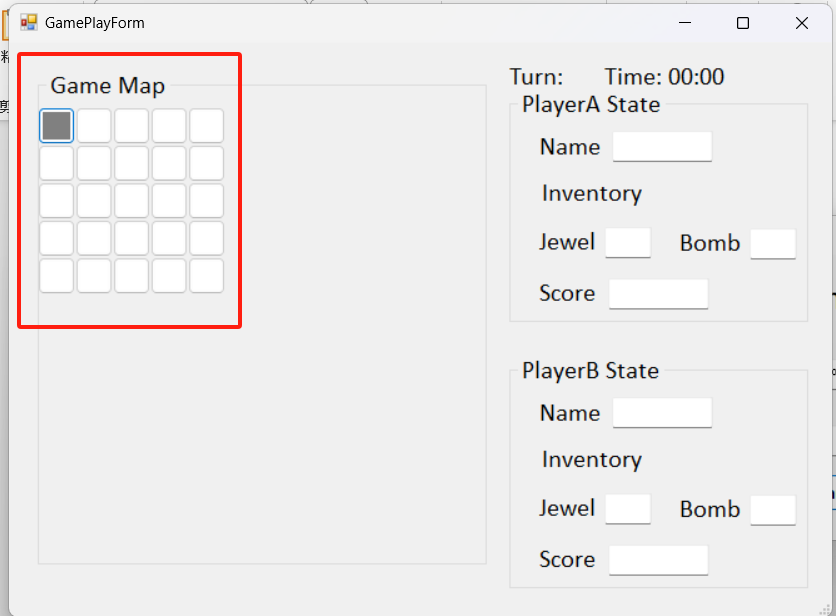 GamePlayForm
Game Map
Turn: Time: 00:00
PlayerA State
Name
Inventory
Jewel Bomb
Score
PlayerB State
Name
Inventory
Jewel Bomb
Score